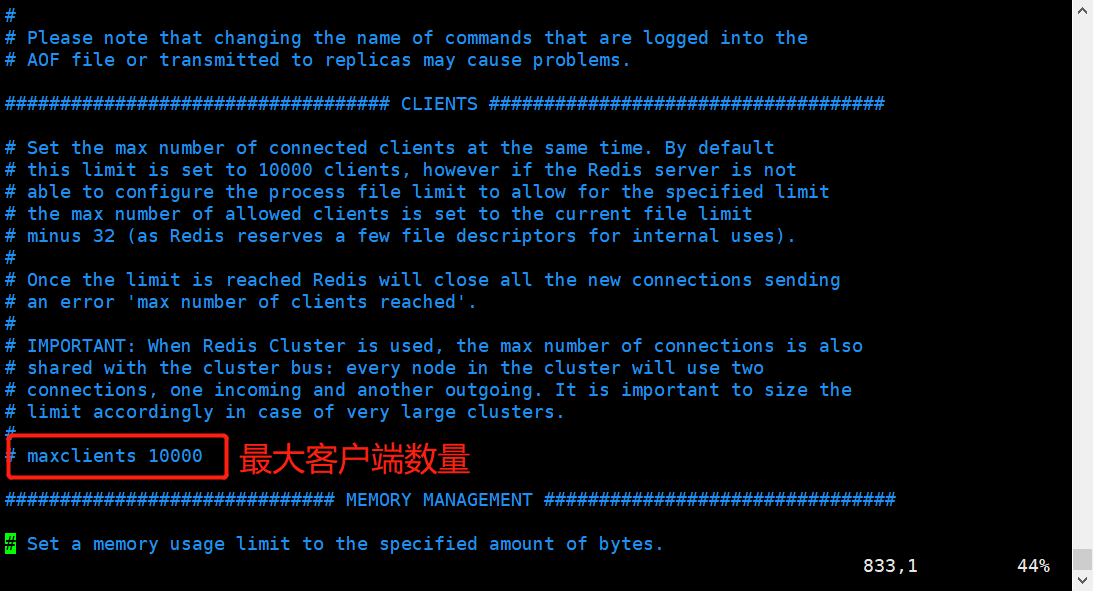 #
# Please note that changing the name of commands that are logged into the
# AOF file or transmitted to replicas may cause problems.
################################### CLIENTS ####################################
# Set the max number of connected clients at the same time. By default
# this limit is set to 10000 clients, however if the Redis server is not
# able to configure the process file limit to allow for the specified limit
# the max number of allowed clients is set to the current file limit
# minus 32 (as Redis reserves a few file descriptors for internal uses).
#
# Once the limit is reached Redis will close all the new connections sending
# an error 'max number of clients reached'.
#
# IMPORTANT: When Redis Cluster is used, the max number of connections is also
# shared with the cluster bus: every node in the cluster will use two
# connections, one incoming and another outgoing. It is important to size the
# limit accordingly in case of very large clusters.
#
# maxclients 10000 最大客户端数量
############################## MEMORY MANAGEMENT ################################
# Set a memory usage limit to the specified amount of bytes.
833,1 44%